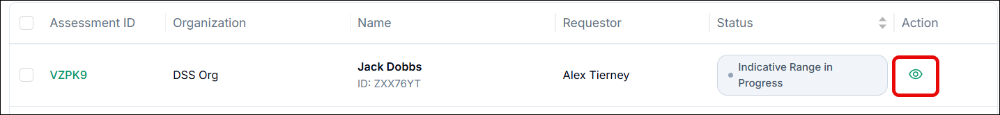 Assessment ID Organization Name Requestor Status Action
VZPK9 DSS Org Jack Dobbs Alex Tierney Indicative Range in
ID: ZXX76YT Progress